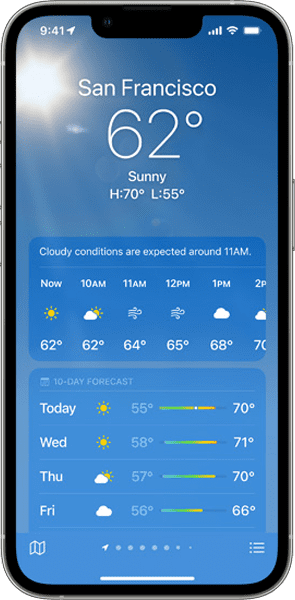 9:41
San Francisco
62°
Sunny
H:70° L:55°
Cloudy conditions are expected around 11AM.
Now 10AM 11AM 12PM 1PM
62° 62° 64° 65° 68°
10-DAY FORECAST
Today 55° 70°
Wed 58° 71°
Thu 57° 70°
Fri 56° 66°